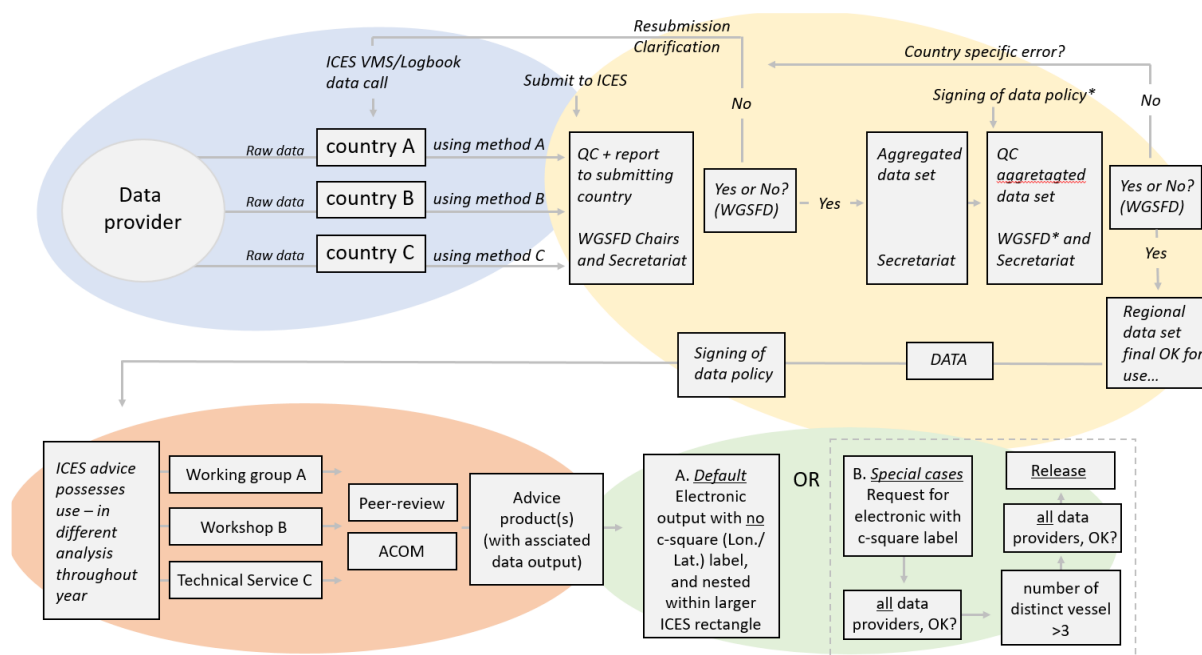 Resubmission
Clarification
Country specific error?
ICES VMS/Logbook
data call
Submit to ICES
No
Signing of data policy*
No
Data
provider
Raw data
country A
using method A
Raw data
country B
using method B
Raw data
country C
using method C
QC + report
to submitting
country
WGSFD Chairs
and Secretariat
Yes or No?
(WGSFD)
Yes
Aggregated
data set
Secretariat
QC
aggretagted
data set
WGSFD* and
Secretariat
Yes or No?
(WGSFD)
Yes
Regional
data set
final OK for
use...
DATA
Signing of
data policy
ICES advice
possesses
use – in
different
analysis
throughout
year
Working group A
Workshop B
Technical Service C
Peer-review
ACOM
Advice
product(s)
(with assciated
data output)
A. Default
Electronic
output with no
c-square (Lon./
Lat.) label,
and nested
within larger
ICES rectangle
OR
B. Special cases
Request for
electronic with
c-square label
all data
providers, OK?
number of
distinct vessel
>3
all data
providers, OK?
Release